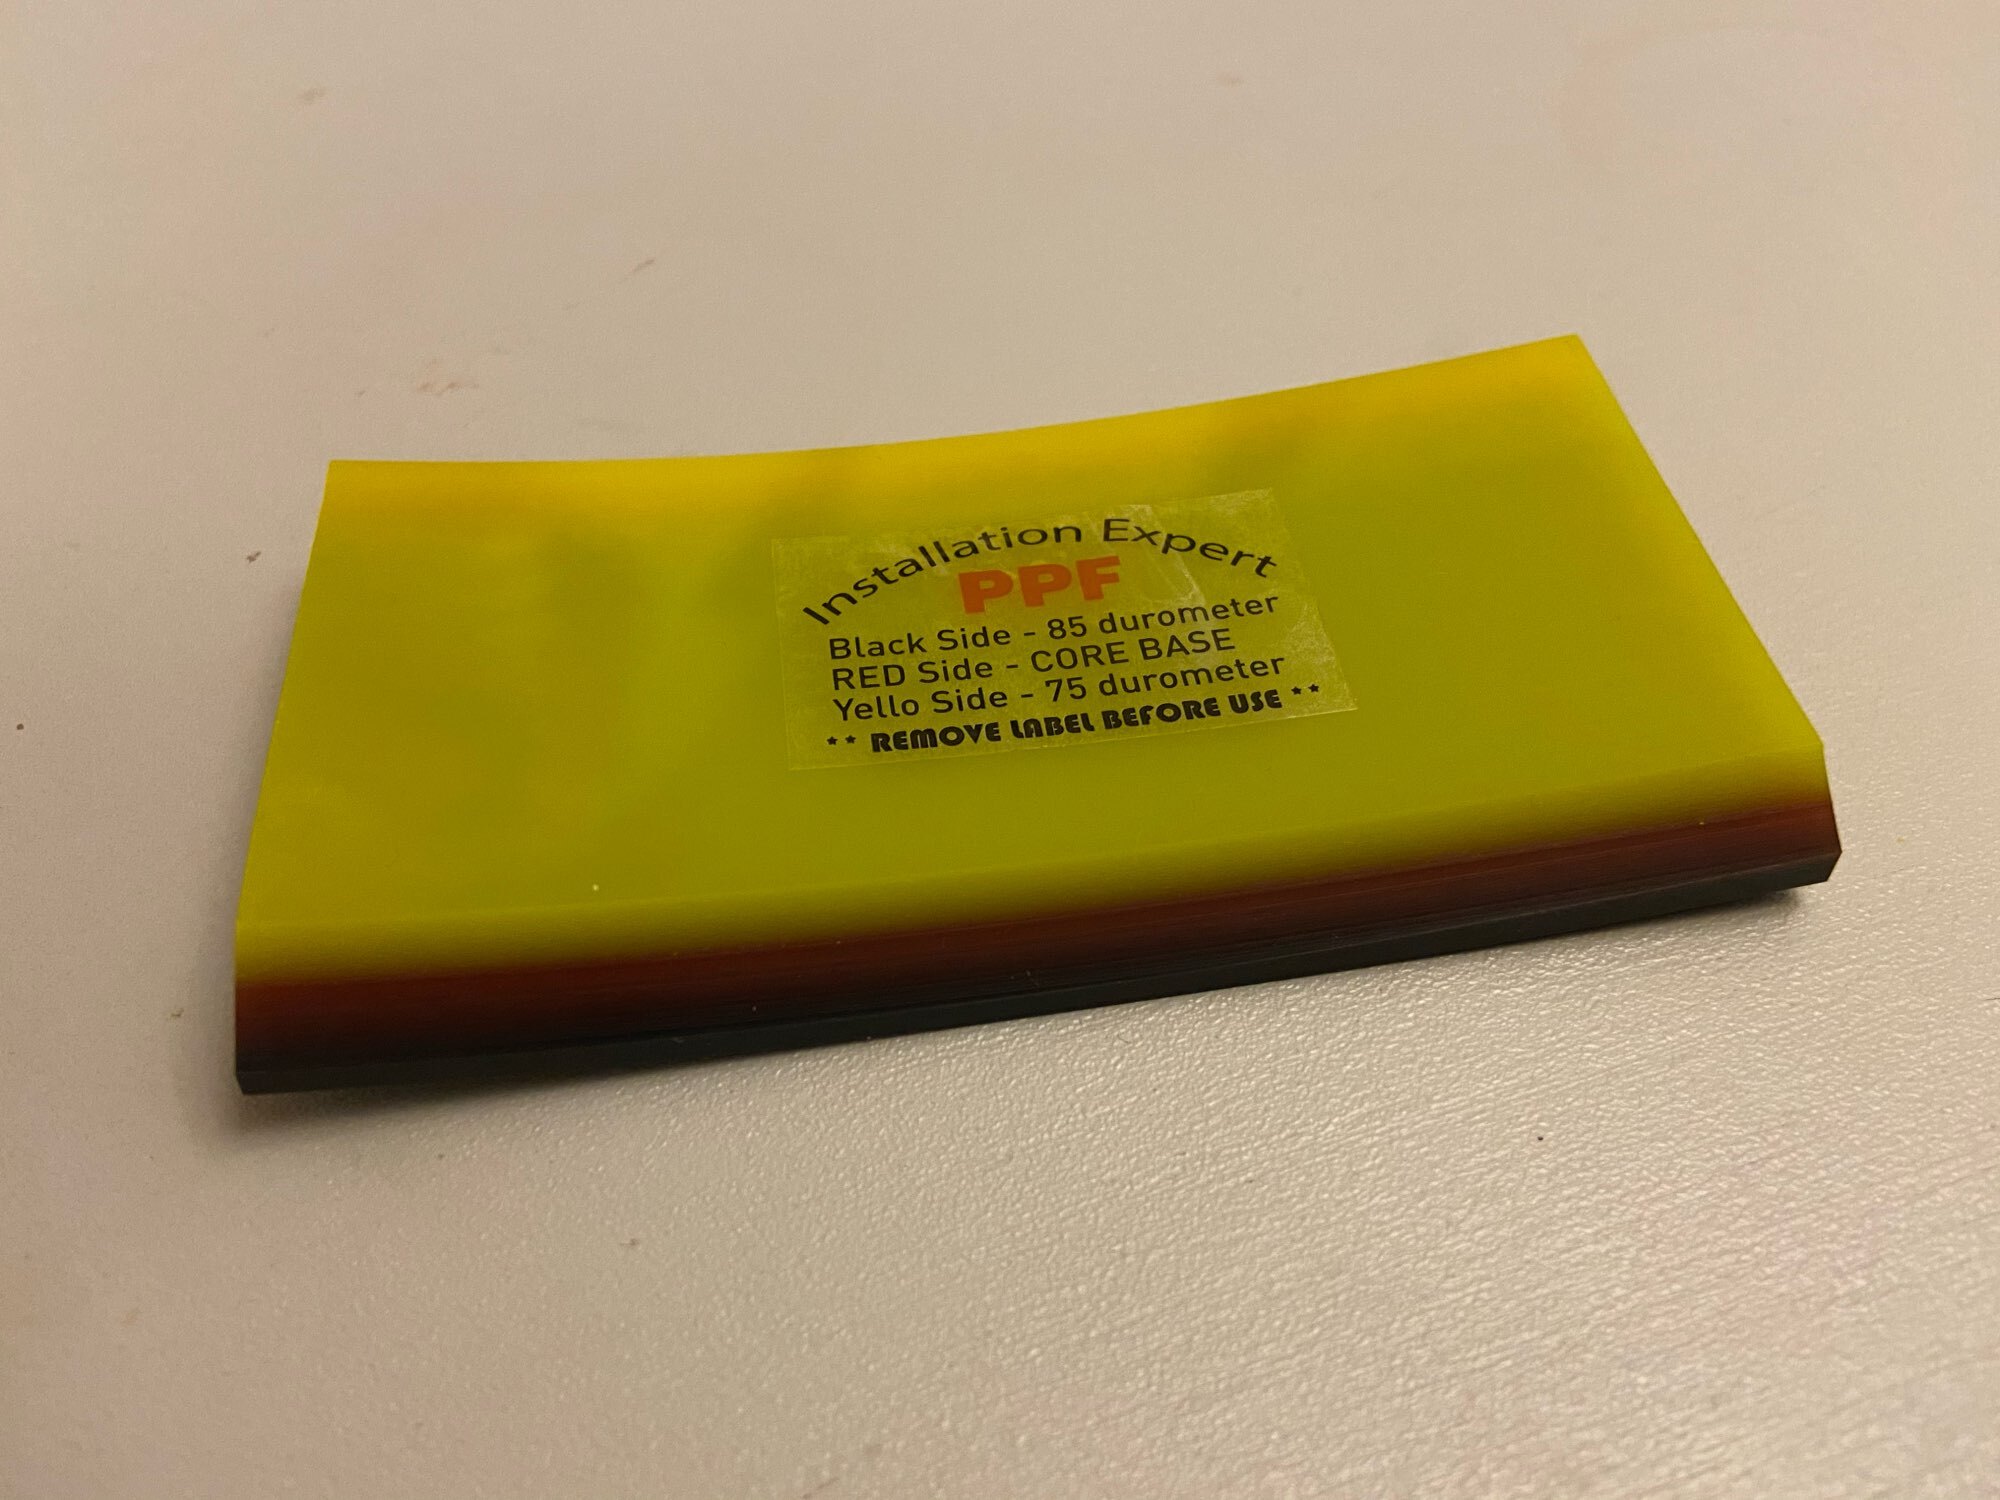 Installation Expert
PPF
Black Side - 85 durometer
RED Side - CORE BASE
Yello Side - 75 durometer
** REMOVE LABEL BEFORE USE **